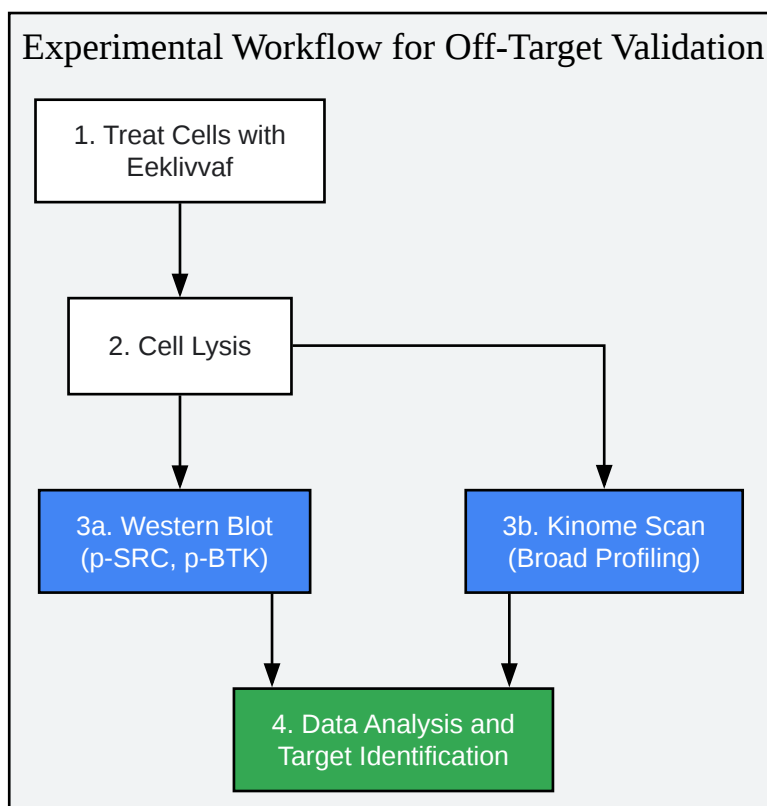 Experimental Workflow for Off-Target Validation
1. Treat Cells with
Eeklivvaf
2. Cell Lysis
3a. Western Blot
(p-SRC, p-BTK)
3b. Kinome Scan
(Broad Profiling)
4. Data Analysis and
Target Identification